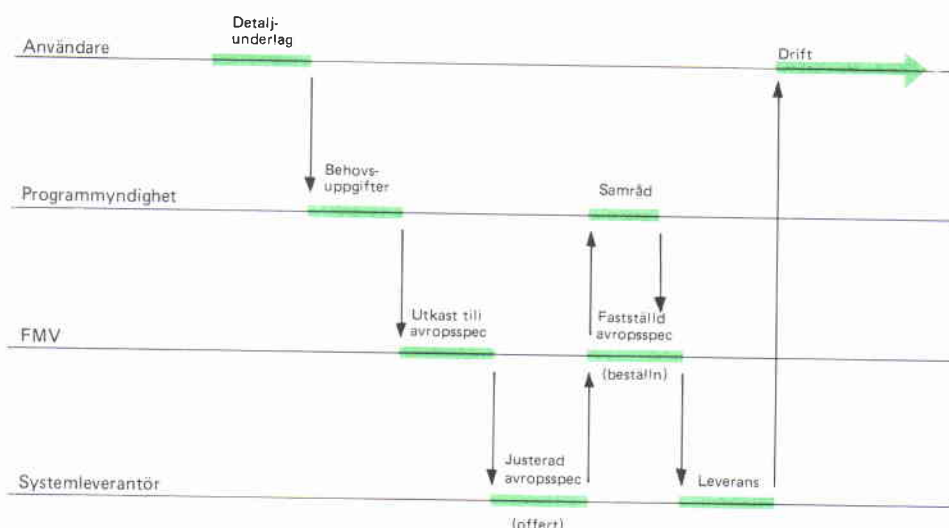 Detalj-
underlag
Användare
Drift
Behovs-
uppgifter
Programmyndighet
Samråd
Utkast till
avropsspec
Fastställd
avropsspec
FMV
(beställn)
Justerad
avropsspec
Leverans
Systemleverantör
(offert)